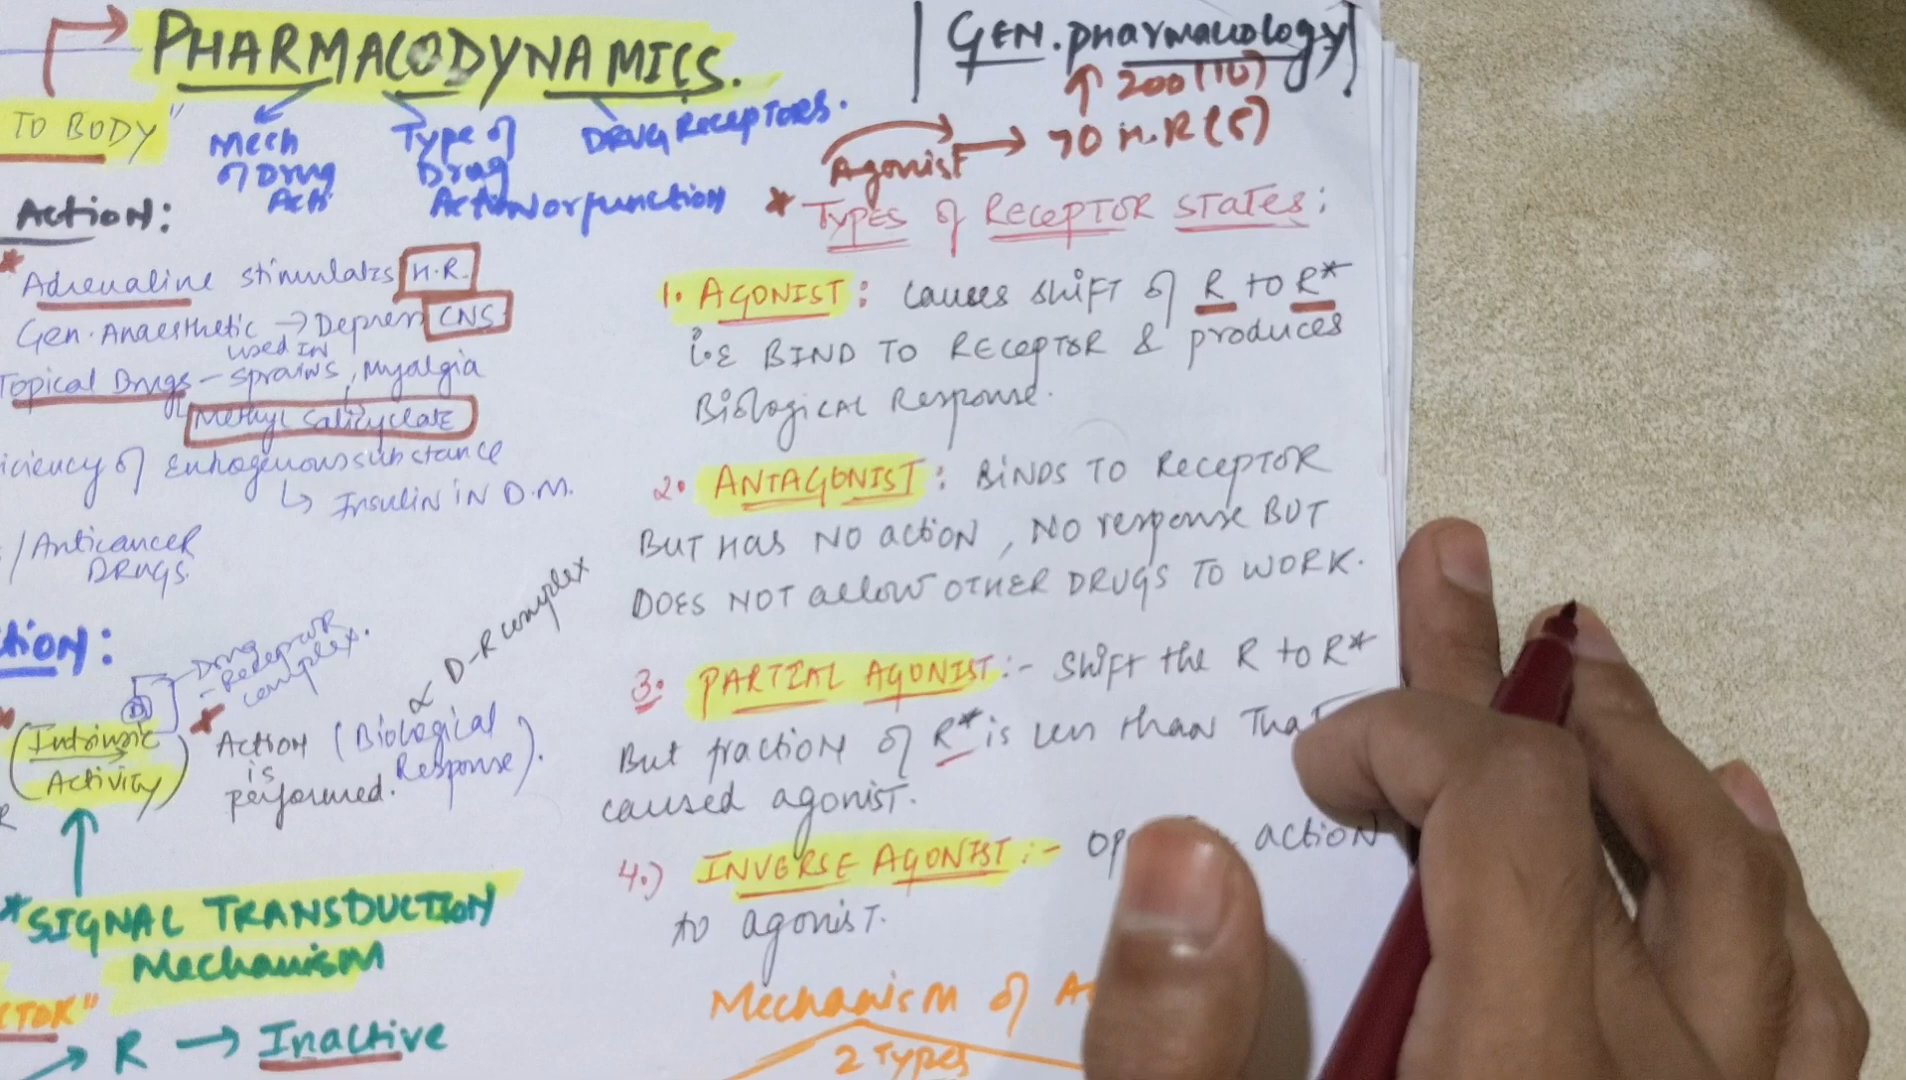 PHARMACODYNAMICS.
GEN. pharmacology
TO BODY"
Mech of Drug Acti
Type of Drug Action or function
DRUG Receptors.
200 (10)
Agonist → 70 H.R (5)
* Types of Receptor states:
Action:
* Adrenaline stimulates H.R.
Gen. Anaesthetic → Depress CNS
used in
Topical Drugs - sprains, Myalgia
Methyl Salicyclate
iciency of Endogenous substance
↳ Insulin in D.M.
/Anticancer
DRUGS.
1. AGONIST: causes shift of R to R*
i.e BIND TO Receptor & produces
Biological Response.
2. ANTAGONIST: BINDS TO Receptor
BUT Has NO action, NO response BUT
DOES NOT allow OTHER DRUGS TO WORK.
3. PARTIAL AGONIST:- Shift the R to R*
But fraction of R* is less than
caused agonist.
4.) INVERSE AGONIST:- action
to agonist.
tion:
Drug
- Receptor
complex.
∝ D-R complex
(Intrinsic
Activity)
* Action (Biological
is Response).
performed.
R
*SIGNAL TRANSDUCTION
Mechanism
CTOR"
→ R → Inactive
Mechanism of
2 Types